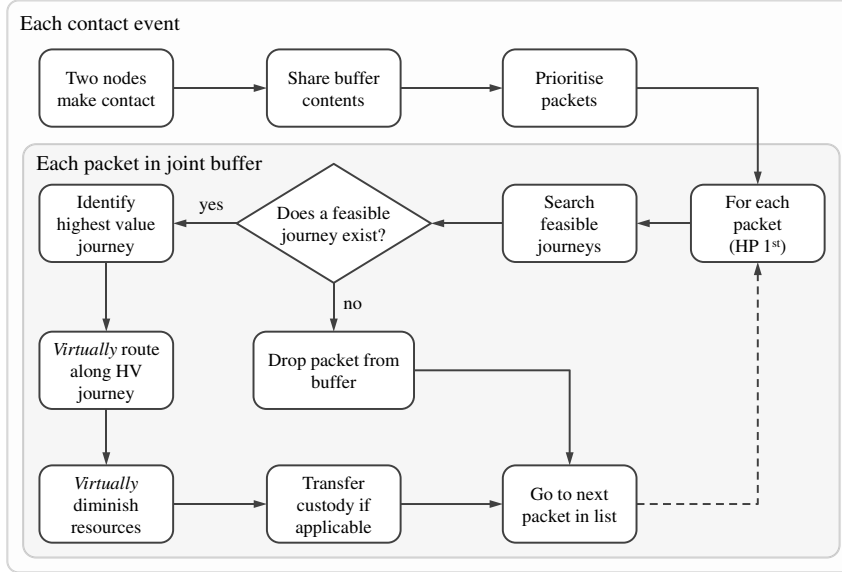 Each contact event
Two nodes
make contact
Share buffer
contents
Prioritise
packets
Each packet in joint buffer
Identify
highest value
journey
yes
Does a feasible
journey exist?
Search
feasible
journeys
For each
packet
(HP 1st)
no
Virtually route
along HV
journey
Drop packet from
buffer
Virtually
diminish
resources
Transfer
custody if
applicable
Go to next
packet in list